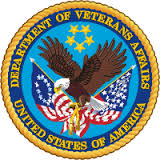 DEPARTMENT OF VETERANS AFFAIRS
UNITED STATES OF AMERICA